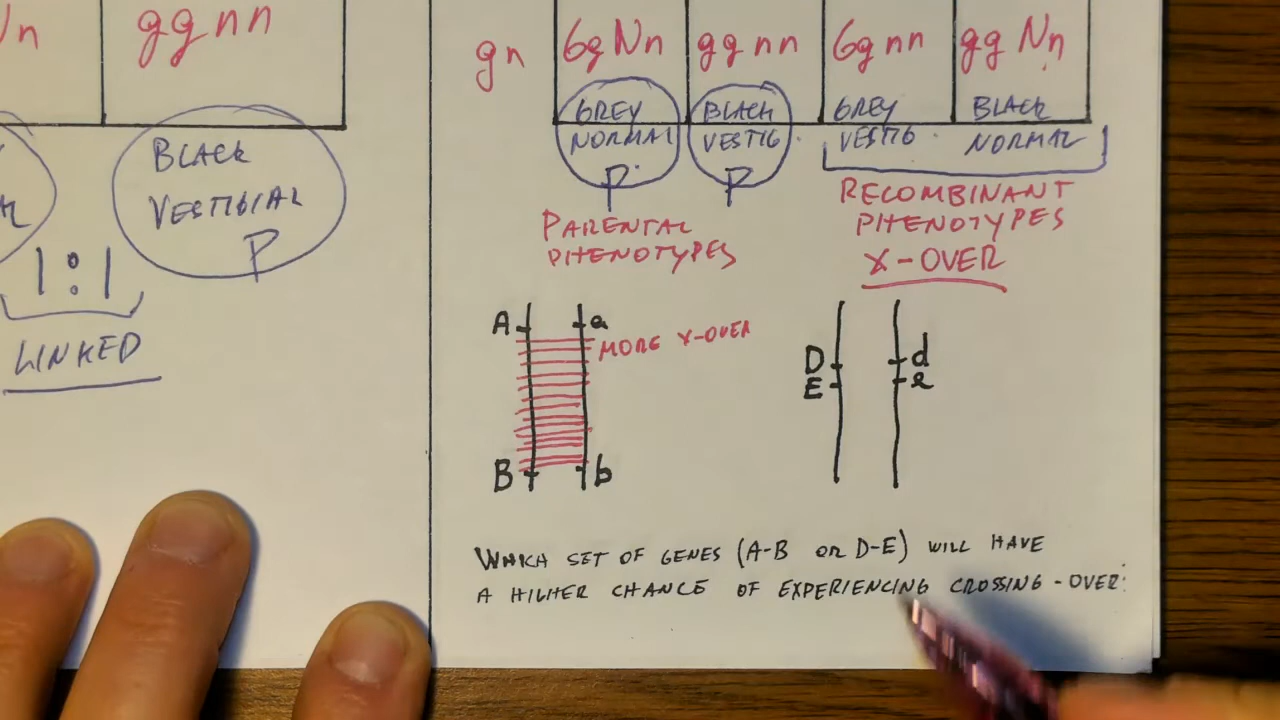 ggnn
BLACK
VESTIGIAL
P
1:1
LINKED
gn GgNn ggnn Ggnn ggNn
GREY BLACK GREY BLACK
NORMAL VESTIG VESTIG NORMAL
P P
PARENTAL
PHENOTYPES
RECOMBINANT
PHENOTYPES
X-OVER
A a
MORE X-OVER
B b
D d
E e
WHICH SET OF GENES (A-B OR D-E) WILL HAVE
A HIGHER CHANCE OF EXPERIENCING CROSSING-OVER: